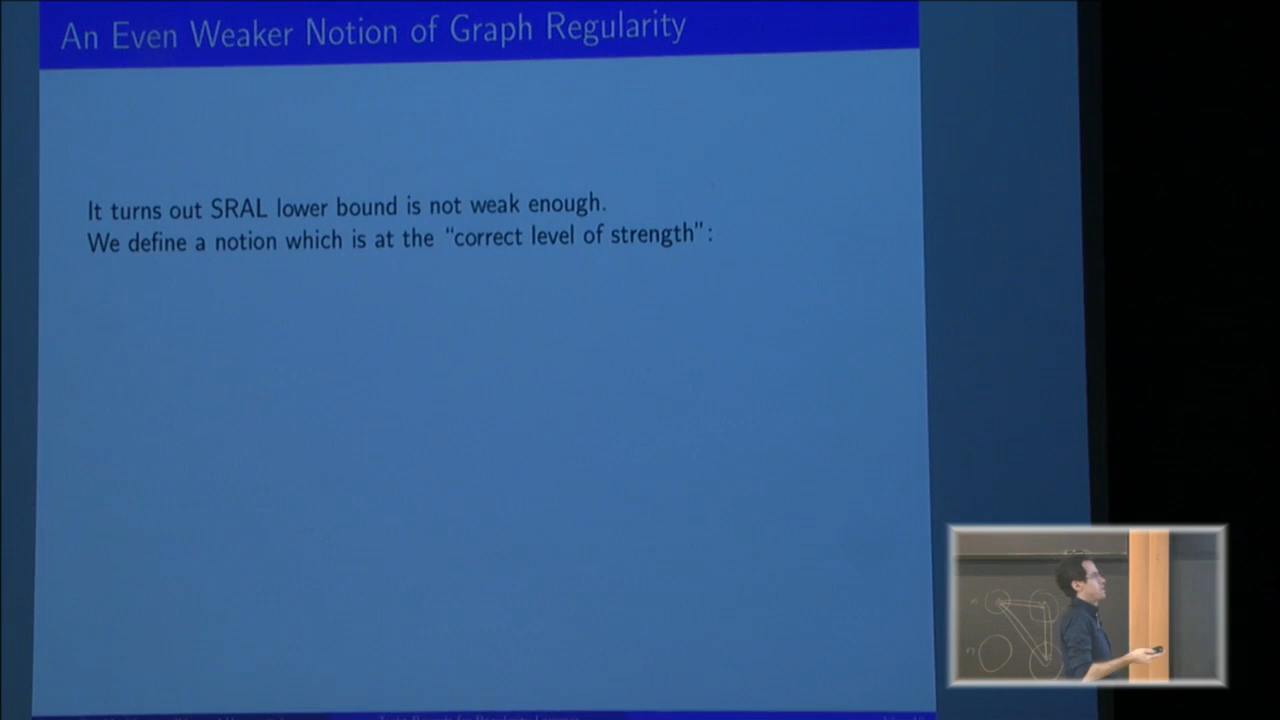 An Even Weaker Notion of Graph Regularity
It turns out SRAL lower bound is not weak enough.
We define a notion which is at the “correct level of strength”: